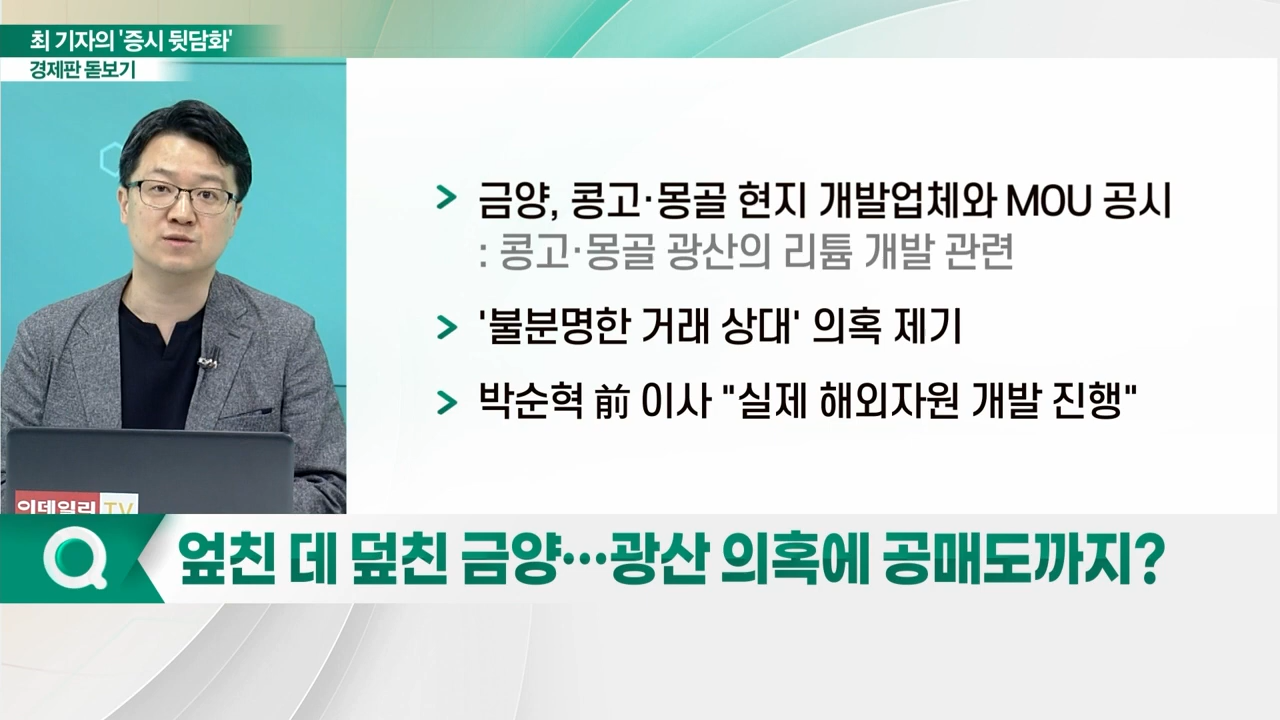 최 기자의 '증시 뒷담화'
경제판 돋보기
> 금양, 콩고·몽골 현지 개발업체와 MOU 공시
: 콩고·몽골 광산의 리튬 개발 관련
> '불분명한 거래 상대' 의혹 제기
> 박순혁 前 이사 "실제 해외자원 개발 진행"
이데일리 TV
Q 엎친 데 덮친 금양…광산 의혹에 공매도까지?